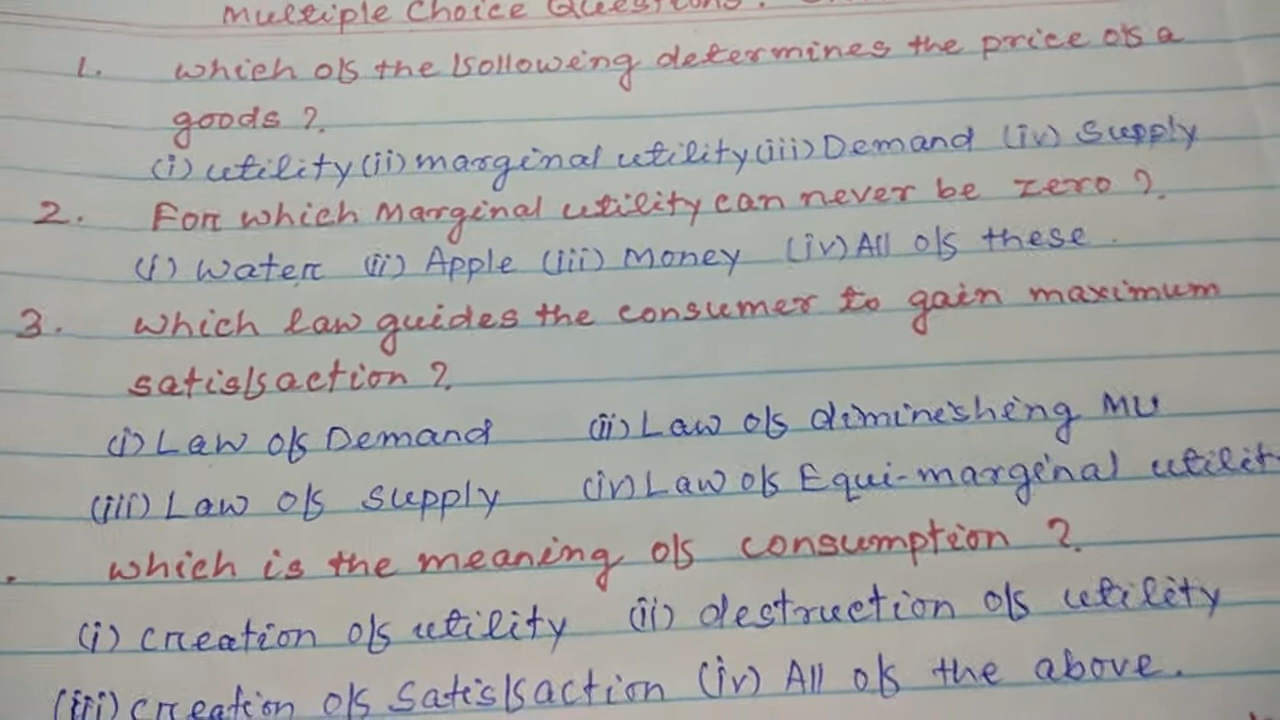 Multiple Choice Questions.
1. which of the following determines the price of a
goods ?
(i) utility (ii) marginal utility (iii) Demand (iv) Supply
2. For which Marginal utility can never be zero ?
(i) Water (ii) Apple (iii) Money (iv) All of these.
3. which law guides the consumer to gain maximum
satisfaction ?
(i) Law of Demand (ii) Law of diminishing MU
(iii) Law of supply (iv) Law of Equi-marginal utilit
. which is the meaning of consumption ?
(i) creation of utility (ii) destruction of utility
(iii) creation of satisfaction (iv) All of the above.